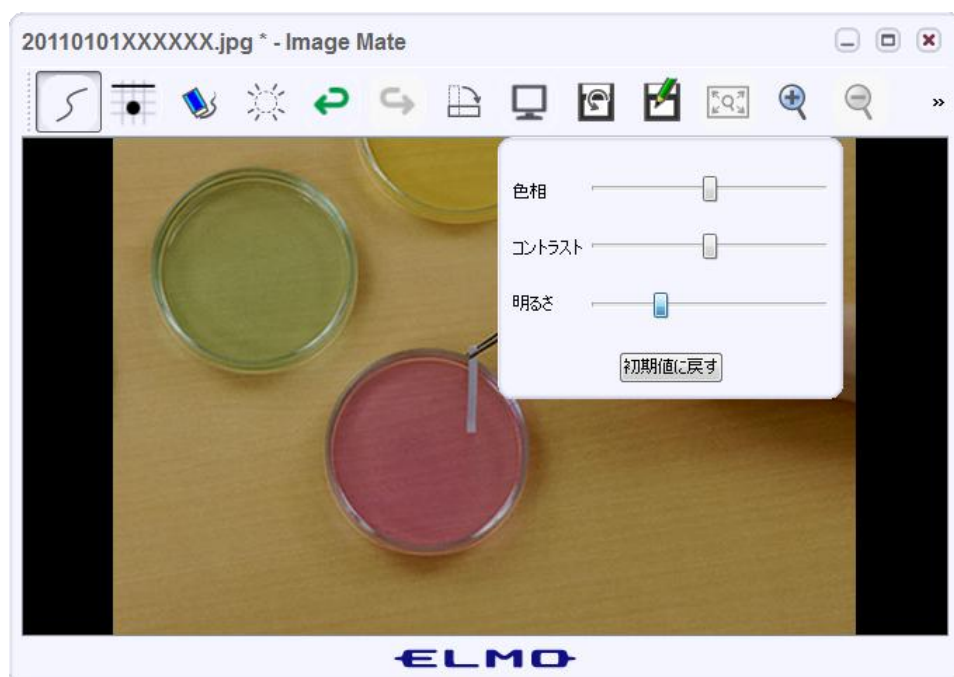 20110101XXXXXX.jpg * - Image Mate
»
色相
コントラスト
明るさ
初期値に戻す
ELMO